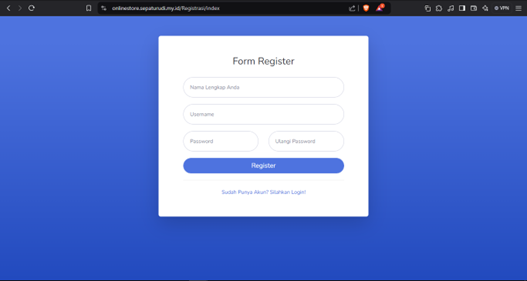 onlinestore.sepaturudi.my.id/Registrasi/index
VPN
Form Register
Nama Lengkap Anda
Username
Password
Ulangi Password
Register
Sudah Punya Akun? Silahkan Login!